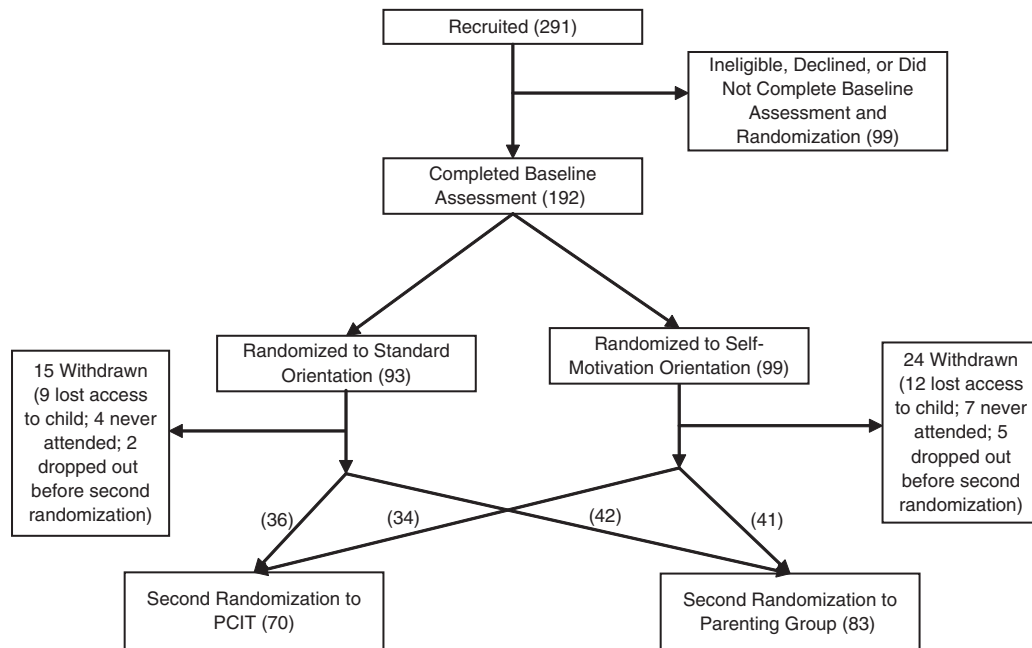 Recruited (291)
Ineligible, Declined, or Did
Not Complete Baseline
Assessment and
Randomization (99)
Completed Baseline
Assessment (192)
Randomized to Standard
Orientation (93)
Randomized to Self-
Motivation Orientation (99)
15 Withdrawn
(9 lost access
to child; 4 never
attended; 2
dropped out
before second
randomization)
24 Withdrawn
(12 lost access
to child; 7 never
attended; 5
dropped out
before second
randomization)
(36)
(34)
(42)
(41)
Second Randomization to
PCIT (70)
Second Randomization to
Parenting Group (83)